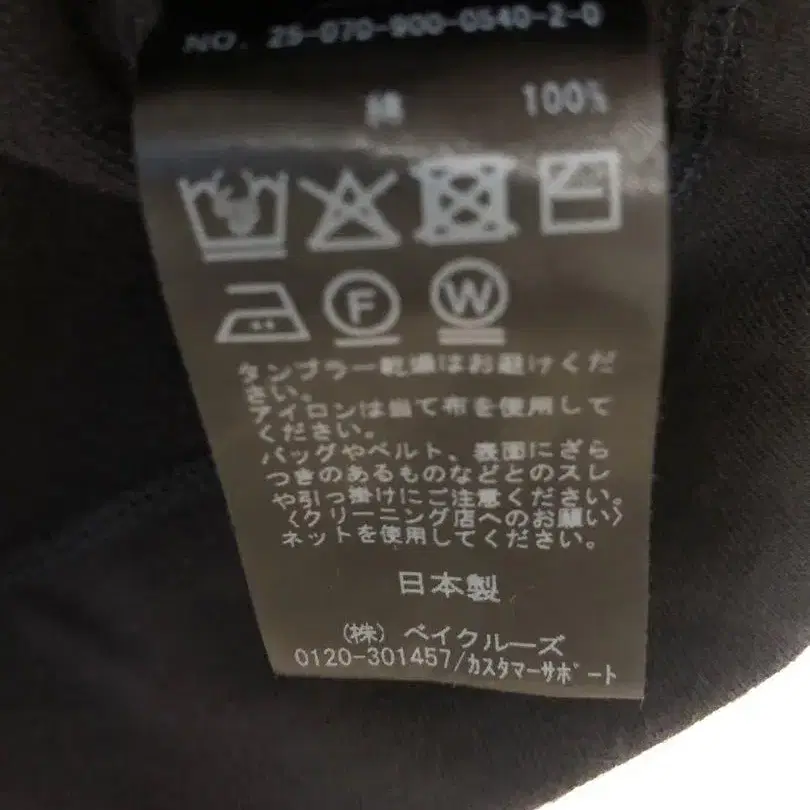 NO. 25-070-900-0540-2-0
綿 100%
F W
タンブラー乾燥はお避けくだ
さい。
アイロンは当て布を使用して
ください。
バッグやベルト、表面にざら
つきのあるものなどとのスレ
や引っ掛けにご注意ください。
〈クリーニング店へのお願い〉
ネットを使用してください。
日本製
(株) ベイクルーズ
0120-301457/カスタマーサポート